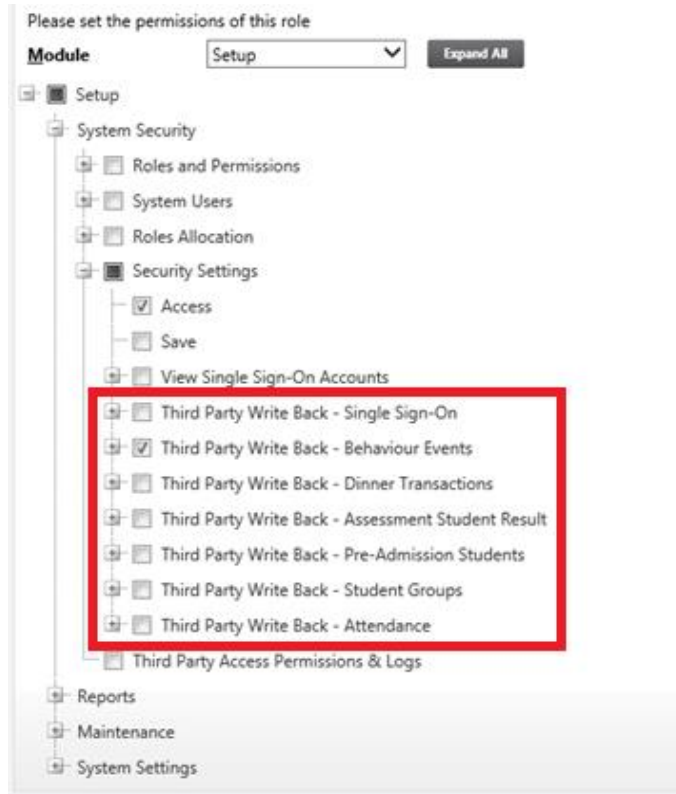 Please set the permissions of this role
Module Setup Expand All
Setup
System Security
Roles and Permissions
System Users
Roles Allocation
Security Settings
Access
Save
View Single Sign-On Accounts
Third Party Write Back - Single Sign-On
Third Party Write Back - Behaviour Events
Third Party Write Back - Dinner Transactions
Third Party Write Back - Assessment Student Result
Third Party Write Back - Pre-Admission Students
Third Party Write Back - Student Groups
Third Party Write Back - Attendance
Third Party Access Permissions & Logs
Reports
Maintenance
System Settings